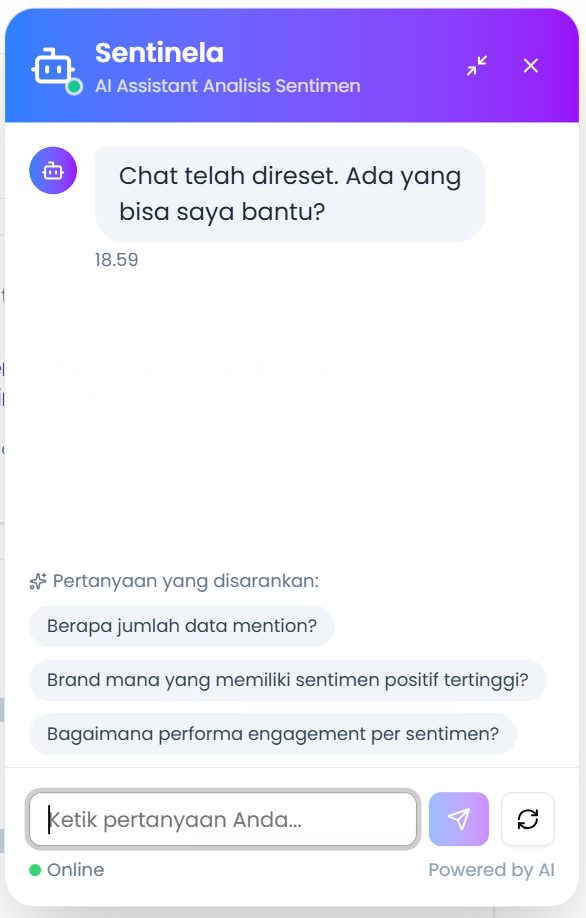 Sentinela
AI Assistant Analisis Sentimen
Chat telah direset. Ada yang
bisa saya bantu?
18.59
Pertanyaan yang disarankan:
Berapa jumlah data mention?
Brand mana yang memiliki sentimen positif tertinggi?
Bagaimana performa engagement per sentimen?
Ketik pertanyaan Anda...
Online
Powered by AI